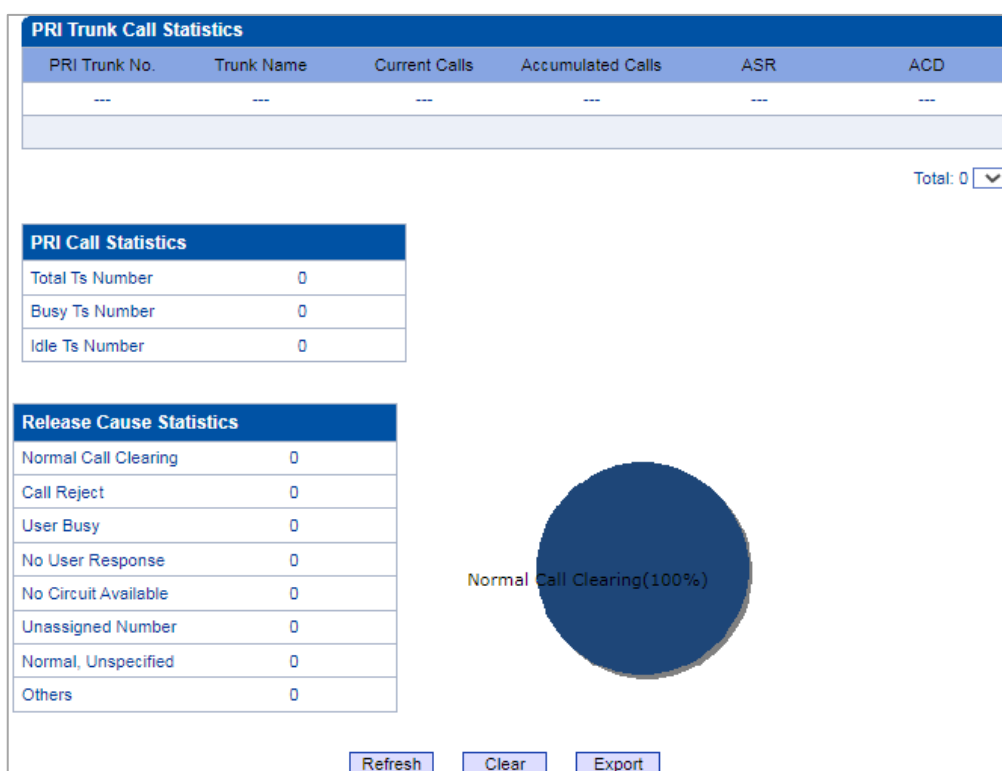 PRI Trunk Call Statistics
PRI Trunk No. Trunk Name Current Calls Accumulated Calls ASR ACD
--- --- --- --- --- ---
Total: 0
PRI Call Statistics
Total Ts Number 0
Busy Ts Number 0
Idle Ts Number 0
Release Cause Statistics
Normal Call Clearing 0
Call Reject 0
User Busy 0
No User Response 0
No Circuit Available 0
Unassigned Number 0
Normal, Unspecified 0
Others 0
Normal Call Clearing(100%)
Refresh Clear Export